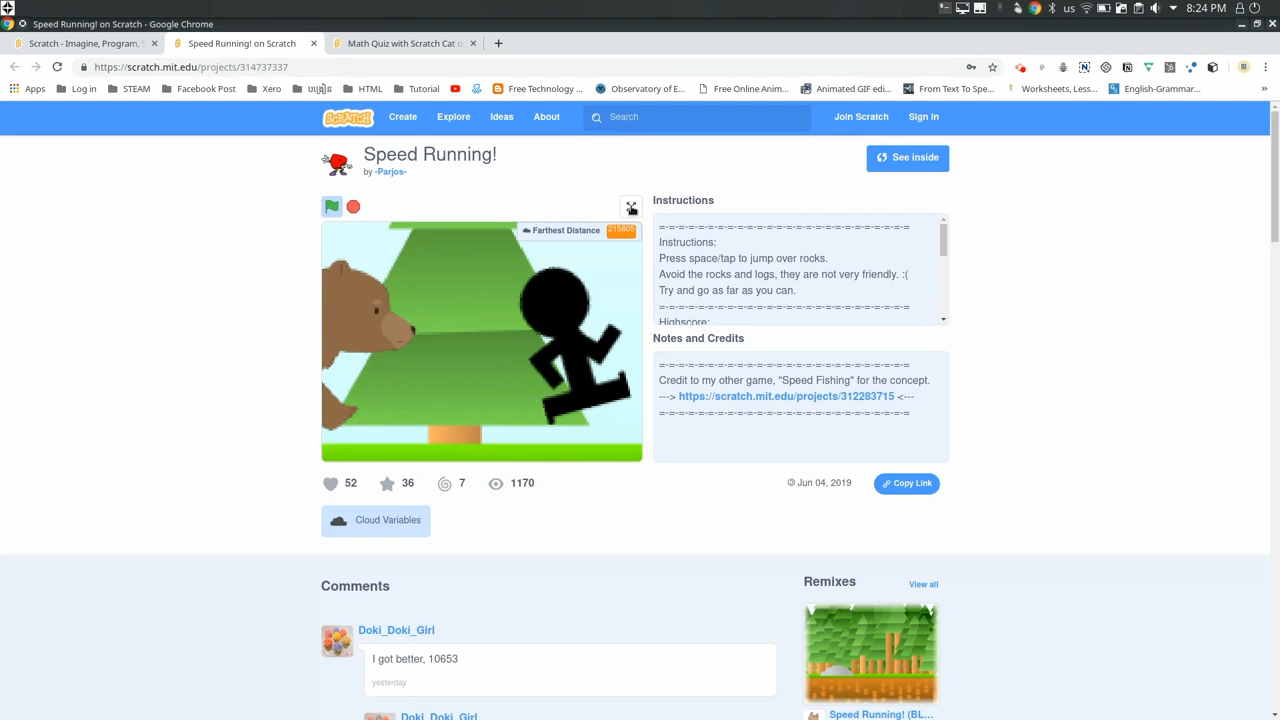 us
8:24 PM
Speed Running! on Scratch - Google Chrome
Scratch - Imagine, Program, S
Speed Running! on Scratch
Math Quiz with Scratch Cat o
https://scratch.mit.edu/projects/314737337
Apps
Log in
STEAM
Facebook Post
Xero
HTML
Tutorial
Free Technology ...
Observatory of E...
Free Online Anim...
Animated GIF edi...
From Text To Spe...
Worksheets, Less...
English-Grammar...
»
SCRATCH
Create
Explore
Ideas
About
Search
Join Scratch
Sign in
Speed Running!
by -Parjos-
See inside
Farthest Distance 215805
Instructions
=-=-=-=-=-=-=-=-=-=-=-=-=-=-=-=-=-=-=-=-=
Instructions:
Press space/tap to jump over rocks.
Avoid the rocks and logs, they are not very friendly. :(
Try and go as far as you can.
=-=-=-=-=-=-=-=-=-=-=-=-=-=-=-=-=-=-=-=-=
Highscore:
Notes and Credits
=-=-=-=-=-=-=-=-=-=-=-=-=-=-=-=-=-=-=-=-=
Credit to my other game, "Speed Fishing" for the concept.
---> https://scratch.mit.edu/projects/312283715 <---
=-=-=-=-=-=-=-=-=-=-=-=-=-=-=-=-=-=-=-=-=
52
36
7
1170
© Jun 04, 2019
Copy Link
Cloud Variables
Comments
Remixes
View all
Doki_Doki_Girl
I got better, 10653
yesterday
Doki_Doki_Girl
Speed Running! (BL...